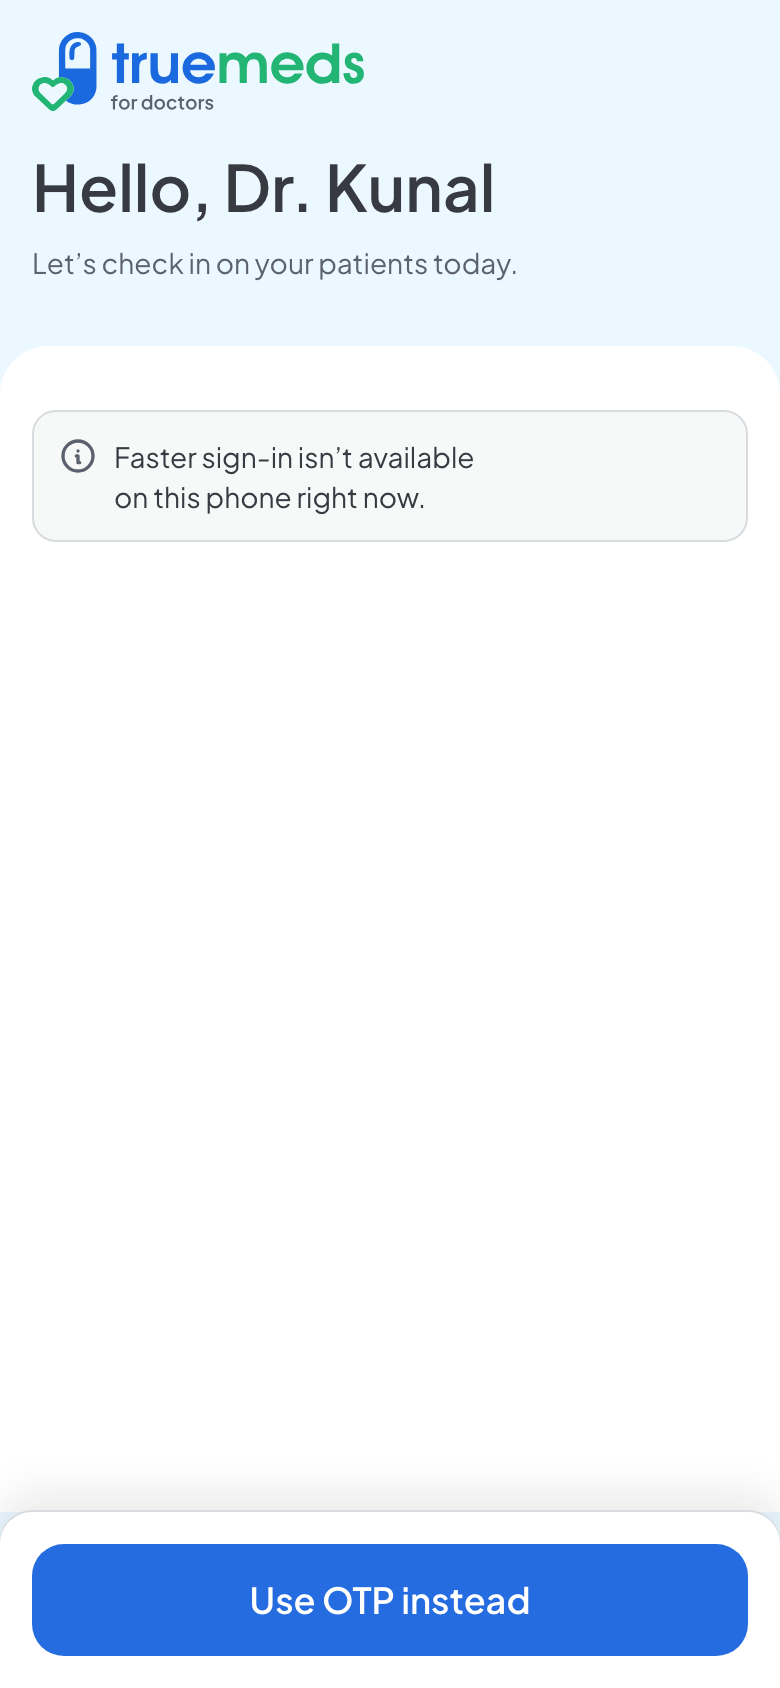 truemeds
for doctors
Hello, Dr. Kunal
Let’s check in on your patients today.
Faster sign-in isn’t available
on this phone right now.
Use OTP instead